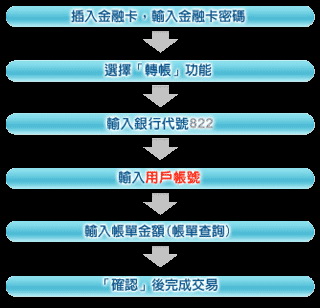 插入金融卡，輸入金融卡密碼
選擇「轉帳」功能
輸入銀行代號822
輸入用戶帳號
輸入帳單金額(帳單查詢)
「確認」後完成交易